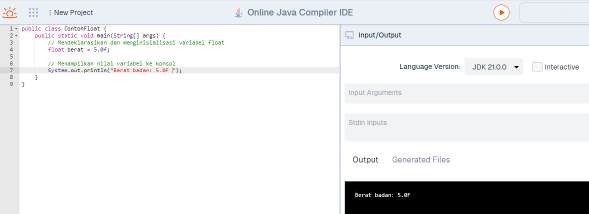 New Project
Online Java Compiler IDE
1 public class ContohFloat {
2 public static void main(String[] args) {
3 // Mendeklarasikan dan menginisialisasi variabel float
4 float berat = 5.0f;
5
6 // Menampilkan nilai variabel ke konsol
7 System.out.println("Berat badan: 5.0F ");
8 }
9 }
Input/Output
Language Version: JDK 21.0.0 Interactive
Input Arguments
Stdin Inputs
Output Generated Files
Berat badan: 5.0F